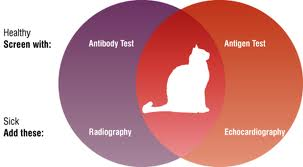 Healthy
Screen with: Antibody Test Antigen Test
Sick
Add these: Radiography Echocardiography